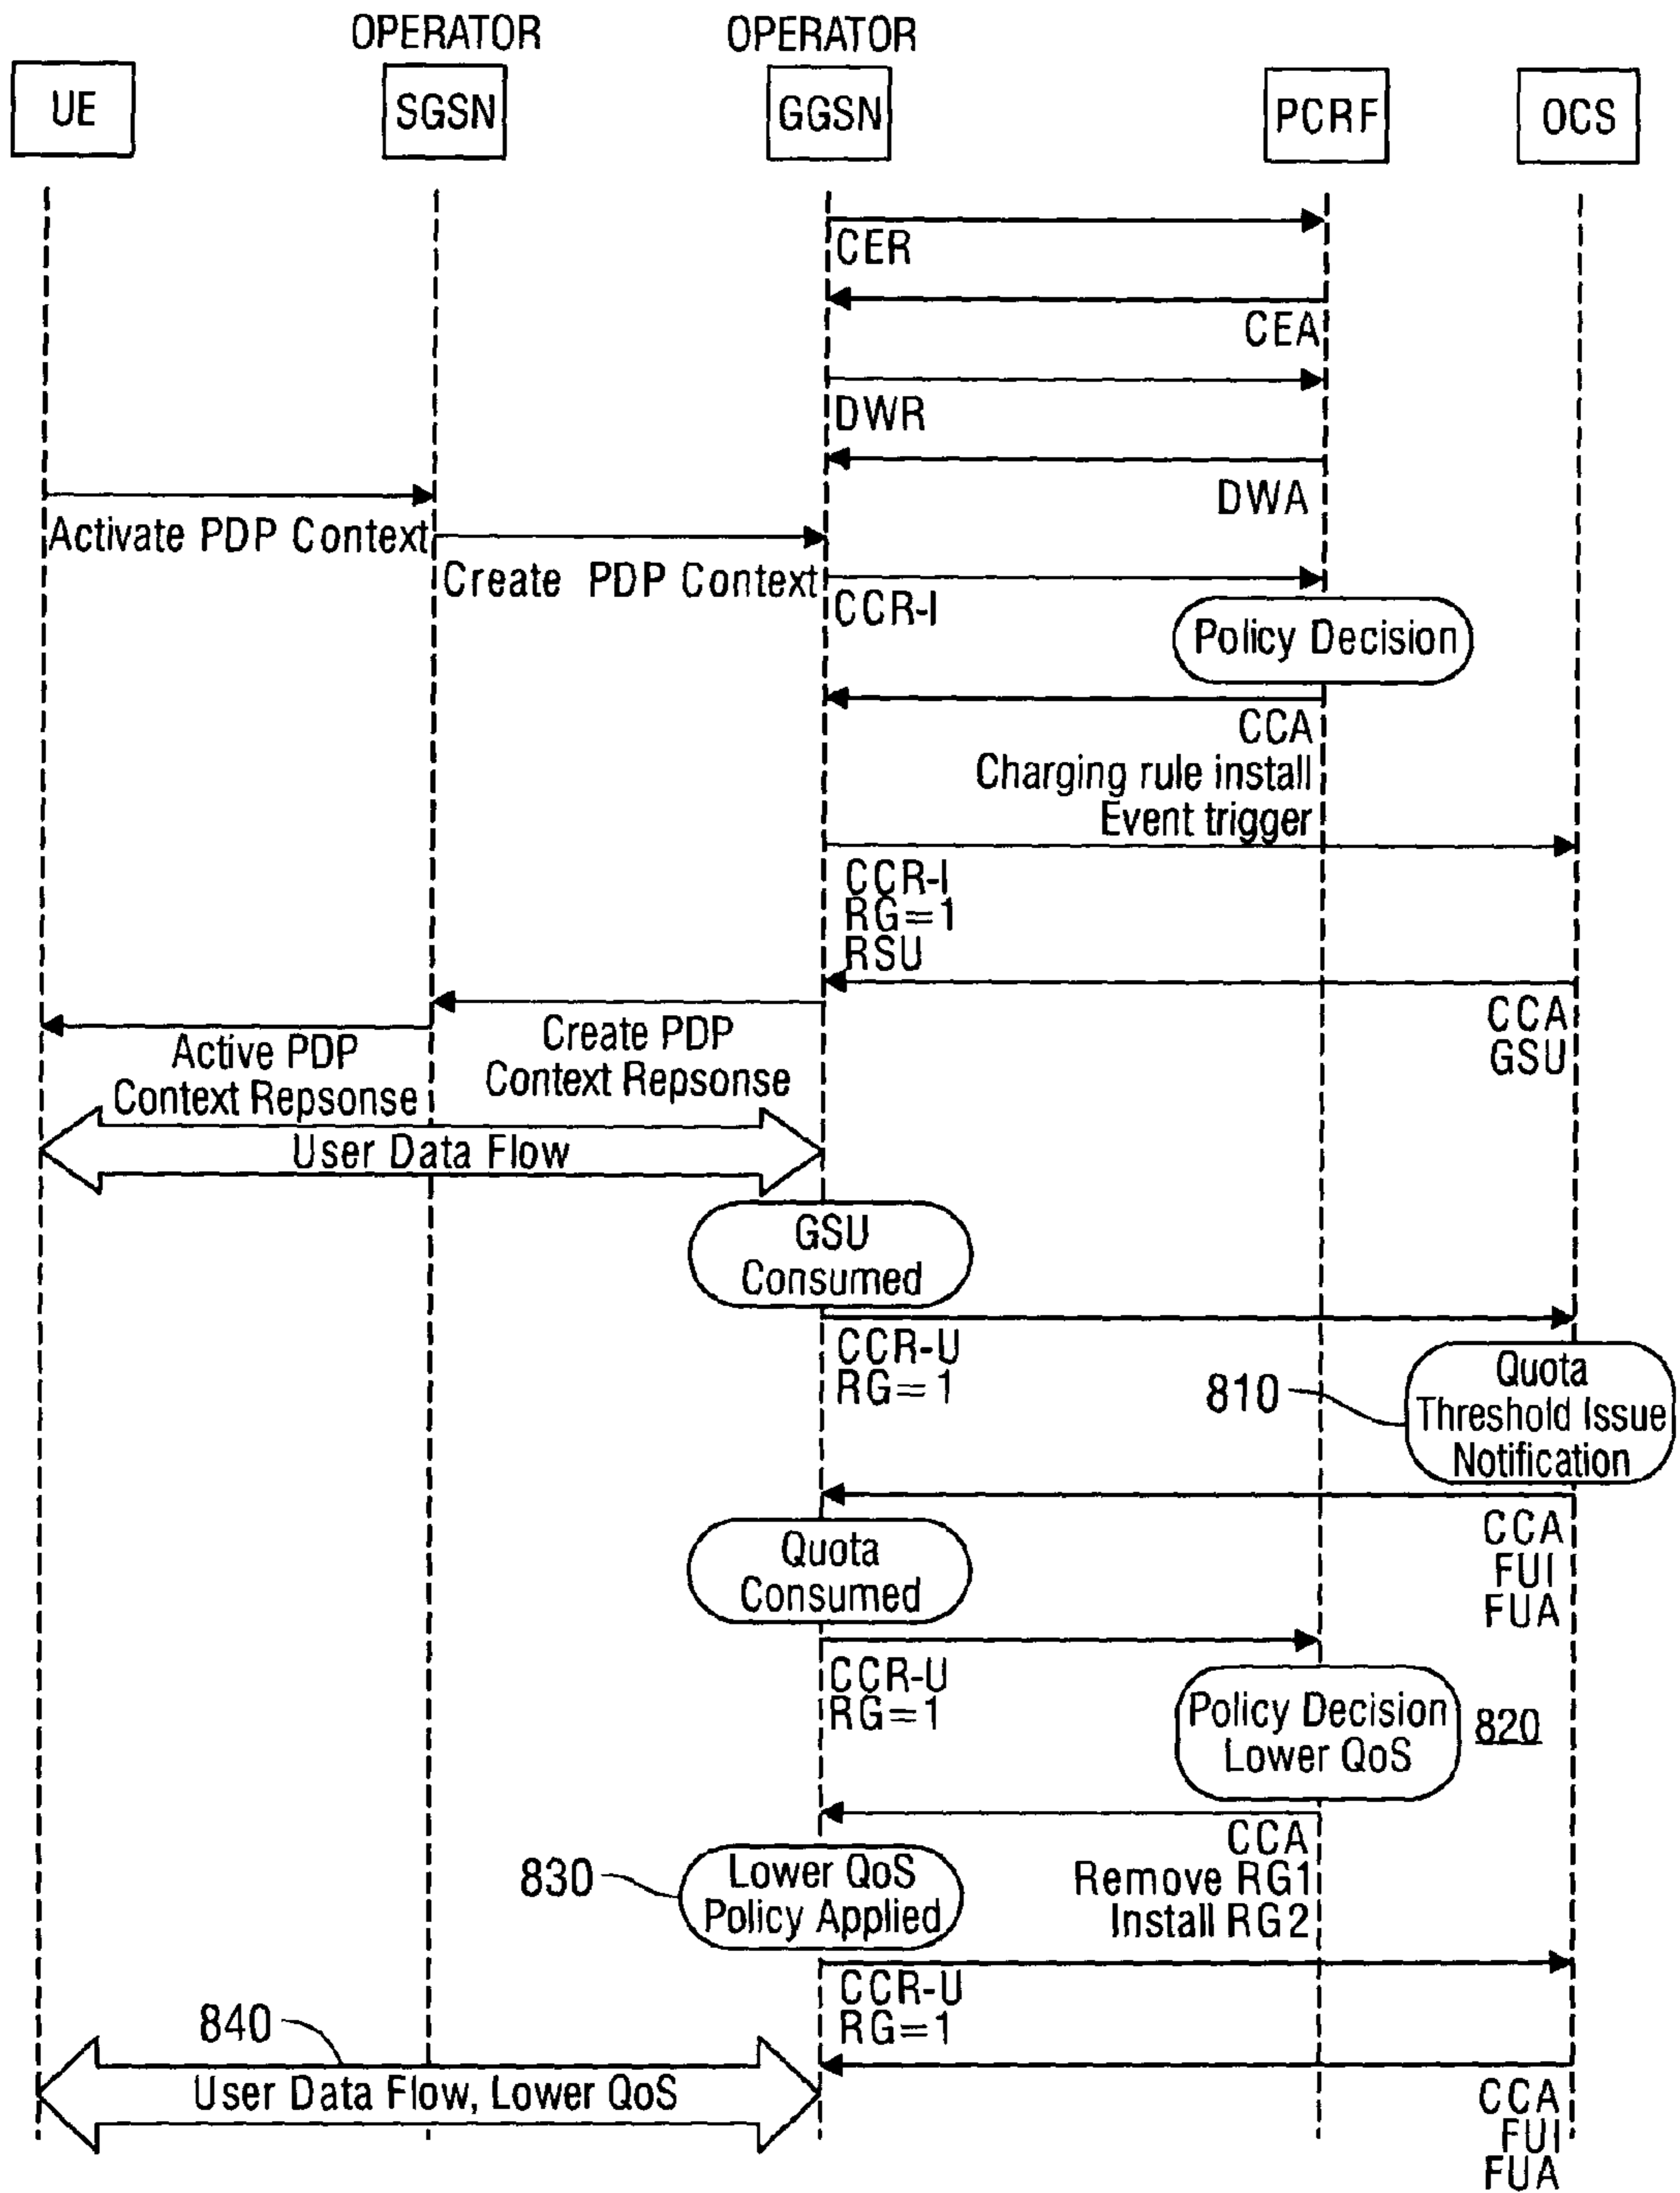 OPERATOR
OPERATOR
UE
SGSN
GGSN
PCRF
OCS
CER
CEA
DWR
DWA
Activate PDP Context
Create PDP Context
CCR-I
Policy Decision
CCA
Charging rule install
Event trigger
CCR-I
RG=1
RSU
CCA
GSU
Create PDP
Context Repsonse
Active PDP
Context Repsonse
User Data Flow
GSU
Consumed
CCR-U
RG=1
810
Quota
Threshold Issue
Notification
CCA
FUI
FUA
Quota
Consumed
CCR-U
RG=1
Policy Decision
Lower QoS
820
CCA
Remove RG1
Install RG2
830
Lower QoS
Policy Applied
CCR-U
RG=1
840
User Data Flow, Lower QoS
CCA
FUI
FUA